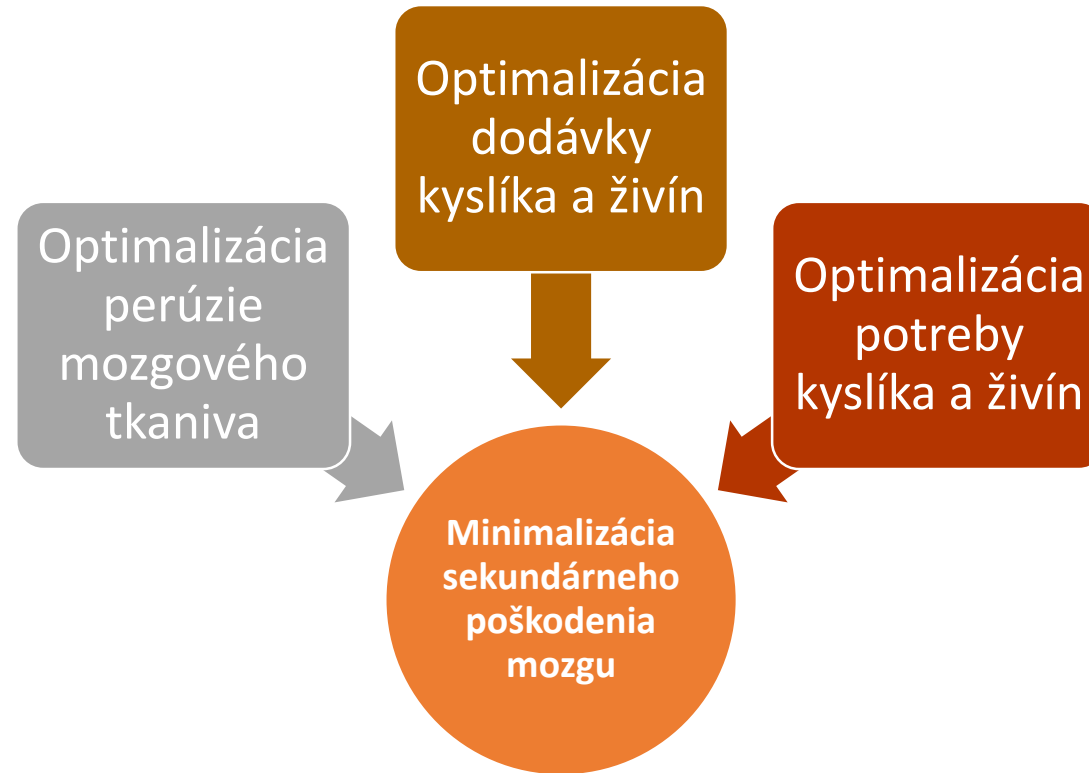 Optimalizácia
perúzie
mozgového
tkaniva
Optimalizácia
dodávky
kyslíka a živín
Optimalizácia
potreby
kyslíka a živín
Minimalizácia
sekundárneho
poškodenia
mozgu